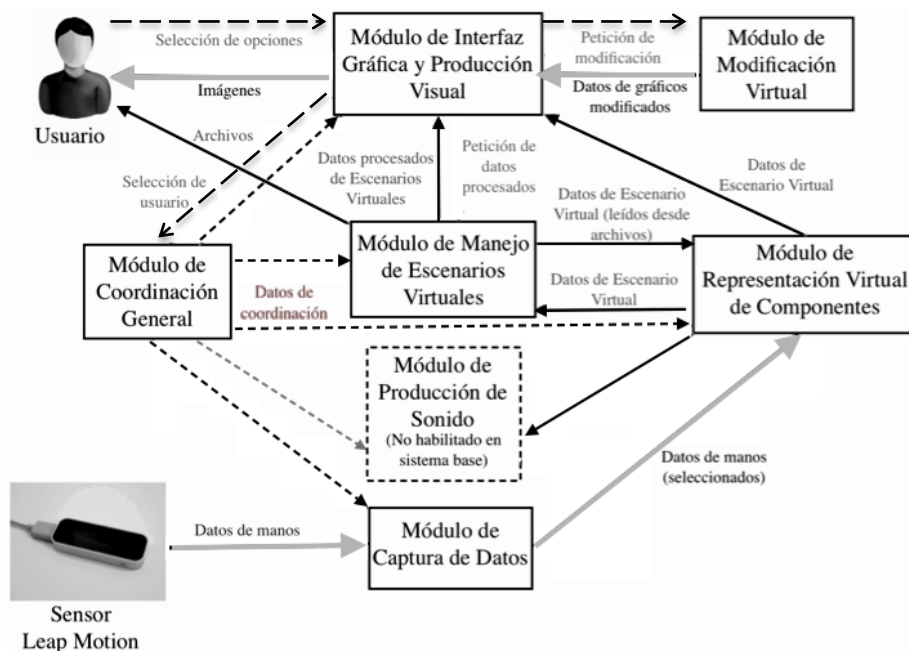 Selección de opciones
Módulo de Interfaz
Gráfica y Producción
Visual
Petición de
modificación
Módulo de
Modificación
Virtual
Imágenes
Datos de gráficos
modificados
Usuario
Archivos
Datos procesados
de Escenarios
Virtuales
Petición de
datos
procesados
Datos de
Escenario Virtual
Selección de
usuario
Datos de Escenario
Virtual (leídos desde
archivos)
Módulo de
Coordinación
General
Módulo de Manejo
de Escenarios
Virtuales
Módulo de
Representación Virtual
de Componentes
Datos de
coordinación
Datos de Escenario
Virtual
Módulo de
Producción de
Sonido
(No habilitado en
sistema base)
Datos de manos
(seleccionados)
Datos de manos
Módulo de
Captura de Datos
Sensor
Leap Motion